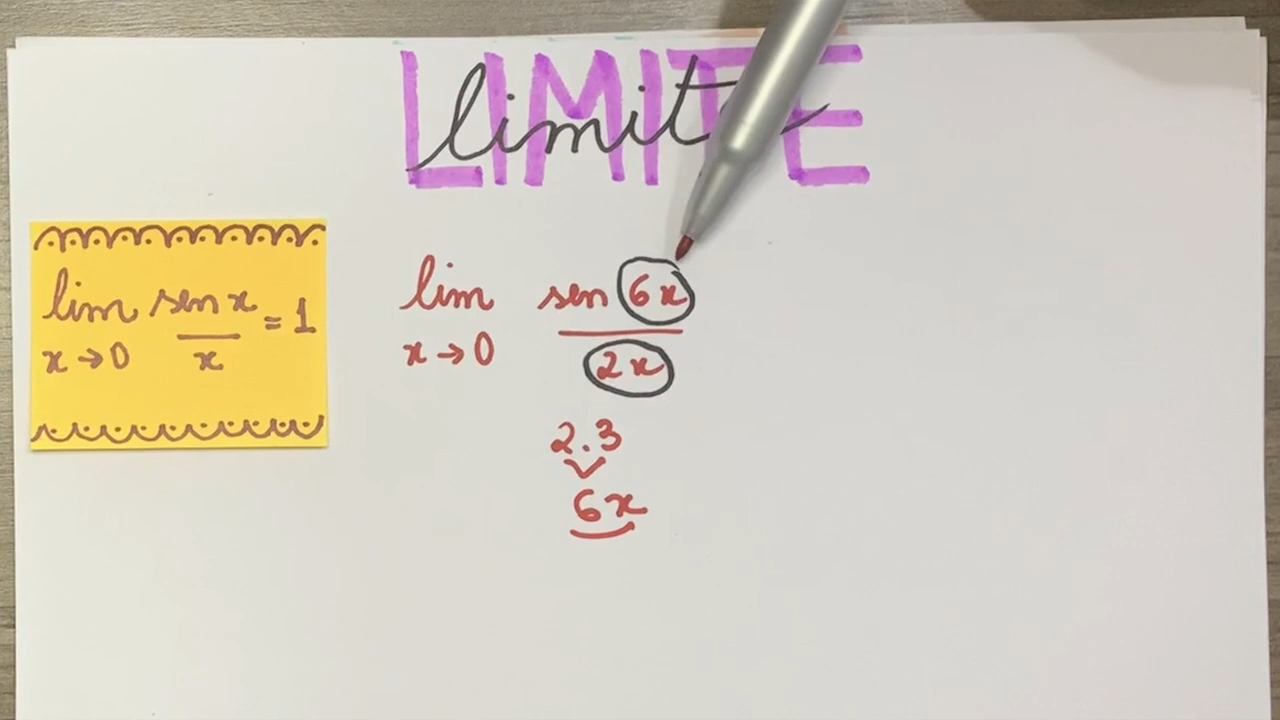 LIMITE
limite
lim sen x = 1
x→0 x
lim sen 6x
x→0 2x
2.3
6x